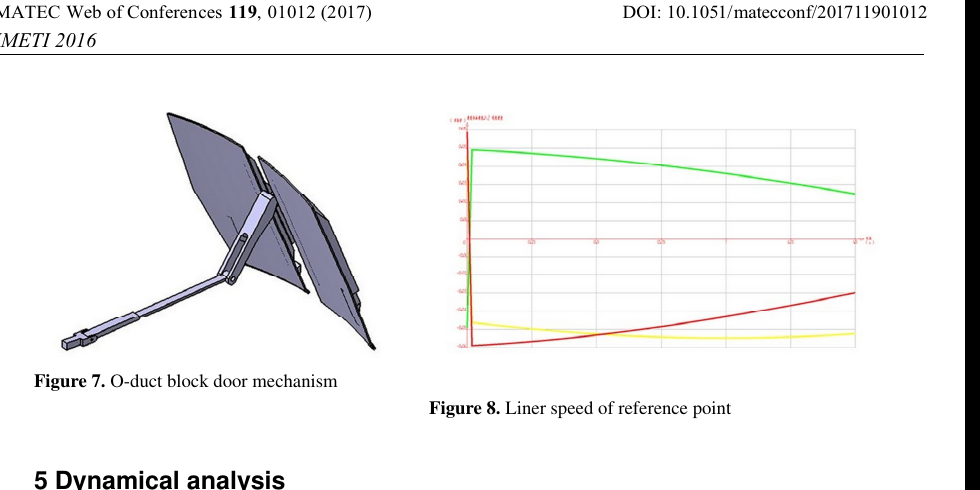 MATEC Web of Conferences 119, 01012 (2017) DOI: 10.1051/matecconf/201711901012
IMETI 2016
Figure 7. O-duct block door mechanism
Figure 8. Liner speed of reference point
5 Dynamical analysis